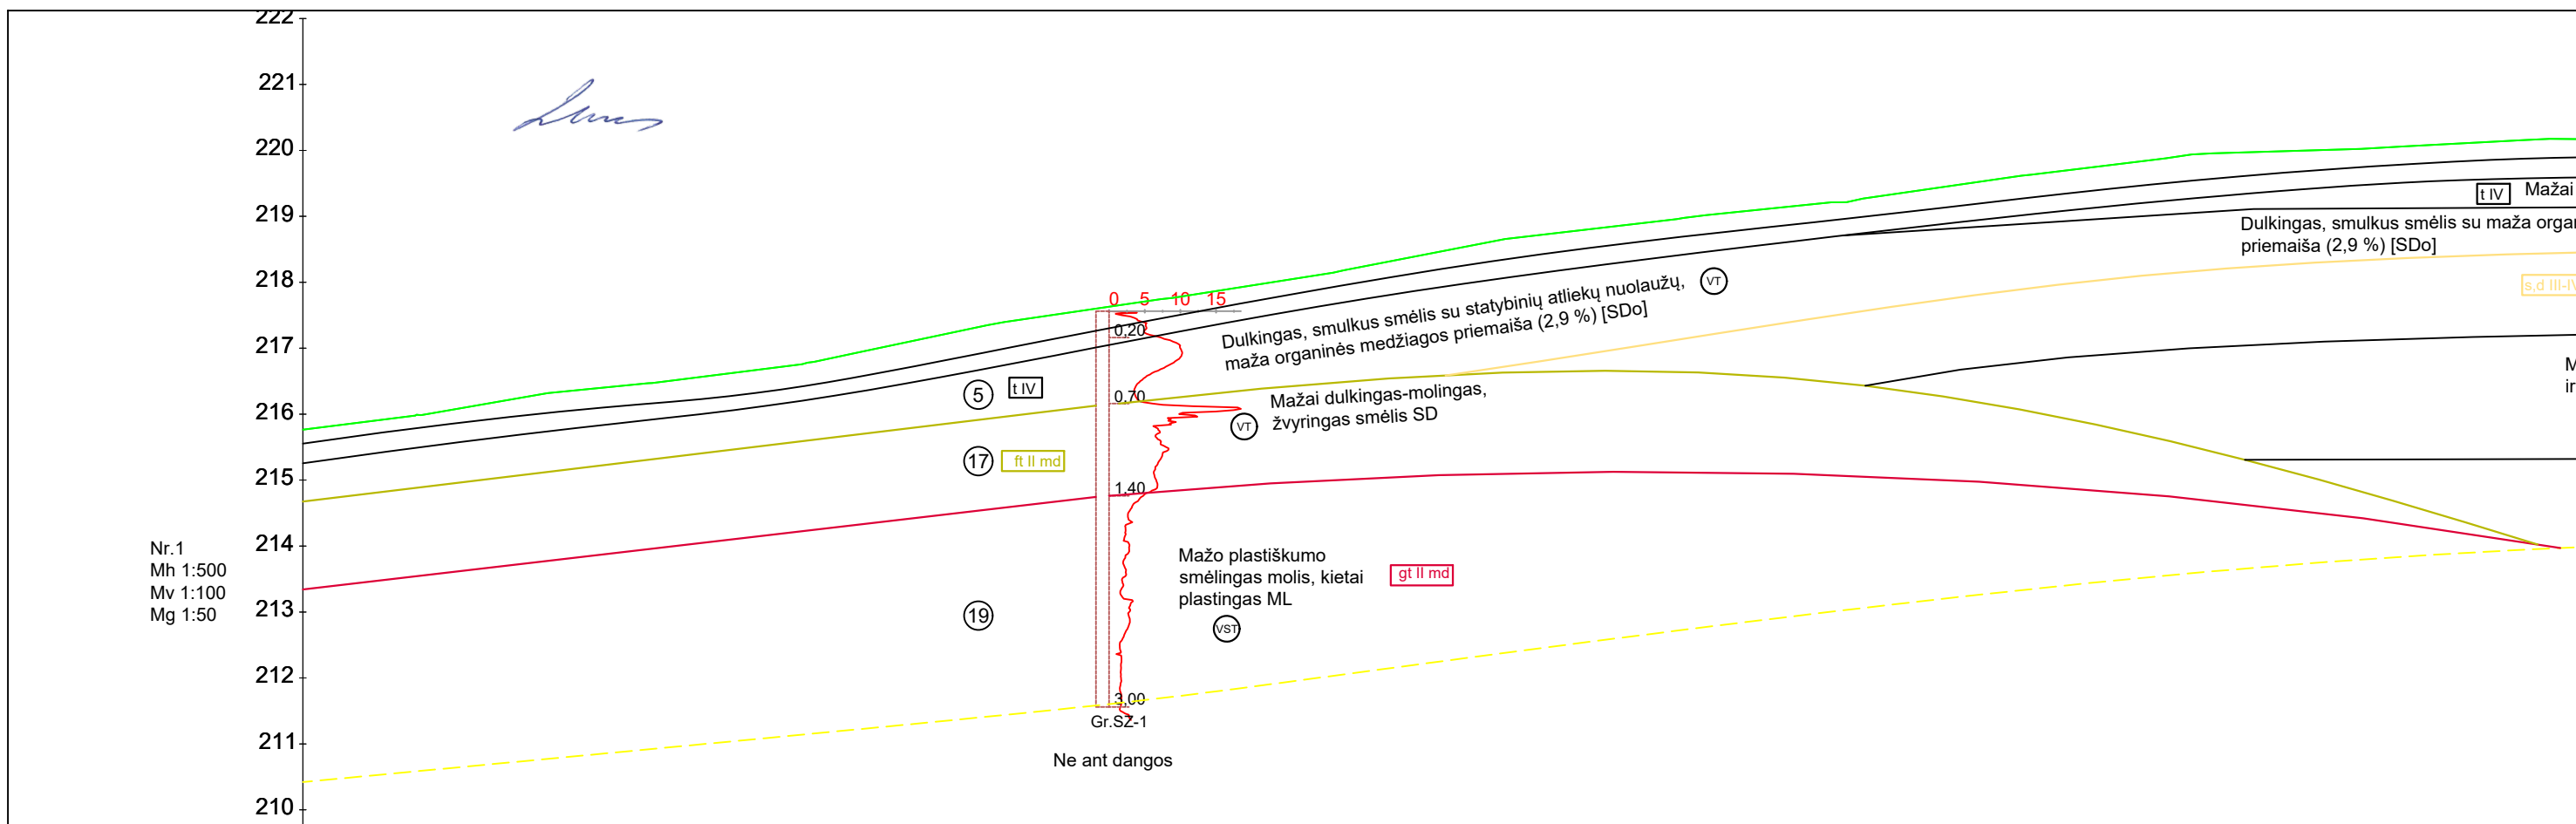 222
221
220
219
218
217
216
215
214
213
212
211
210
Nr.1
Mh 1:500
Mv 1:100
Mg 1:50
0 5 10 15
0,20
0,70
1,40
3,00
Gr.SZ-1
Ne ant dangos
5 t IV
17 ft II md
19
Dulkingas, smulkus smėlis su statybinių atliekų nuolaužų,
maža organinės medžiagos priemaiša (2,9 %) [SDo]
VT
Mažai dulkingas-molingas,
žvyringas smėlis SD
VT
Mažo plastiškumo
smėlingas molis, kietai
plastingas ML
gt II md
VST
t IV Mažai
Dulkingas, smulkus smėlis su maža orga
priemaiša (2,9 %) [SDo]
s,d III-IV
M
ir